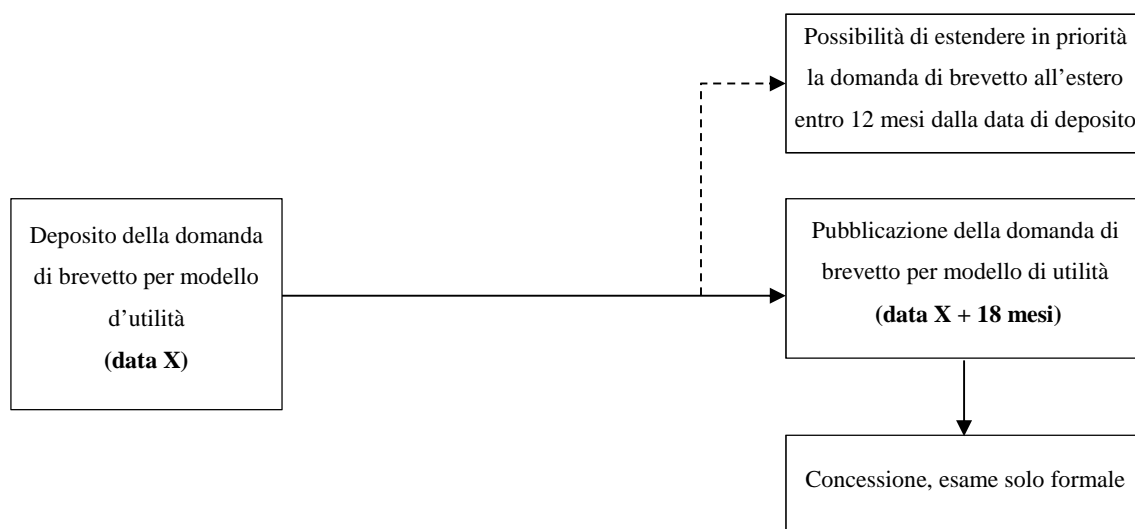 Possibilità di estendere in priorità
la domanda di brevetto all’estero
entro 12 mesi dalla data di deposito
Deposito della domanda
di brevetto per modello
d’utilità
(data X)
Pubblicazione della domanda di
brevetto per modello di utilità
(data X + 18 mesi)
Concessione, esame solo formale